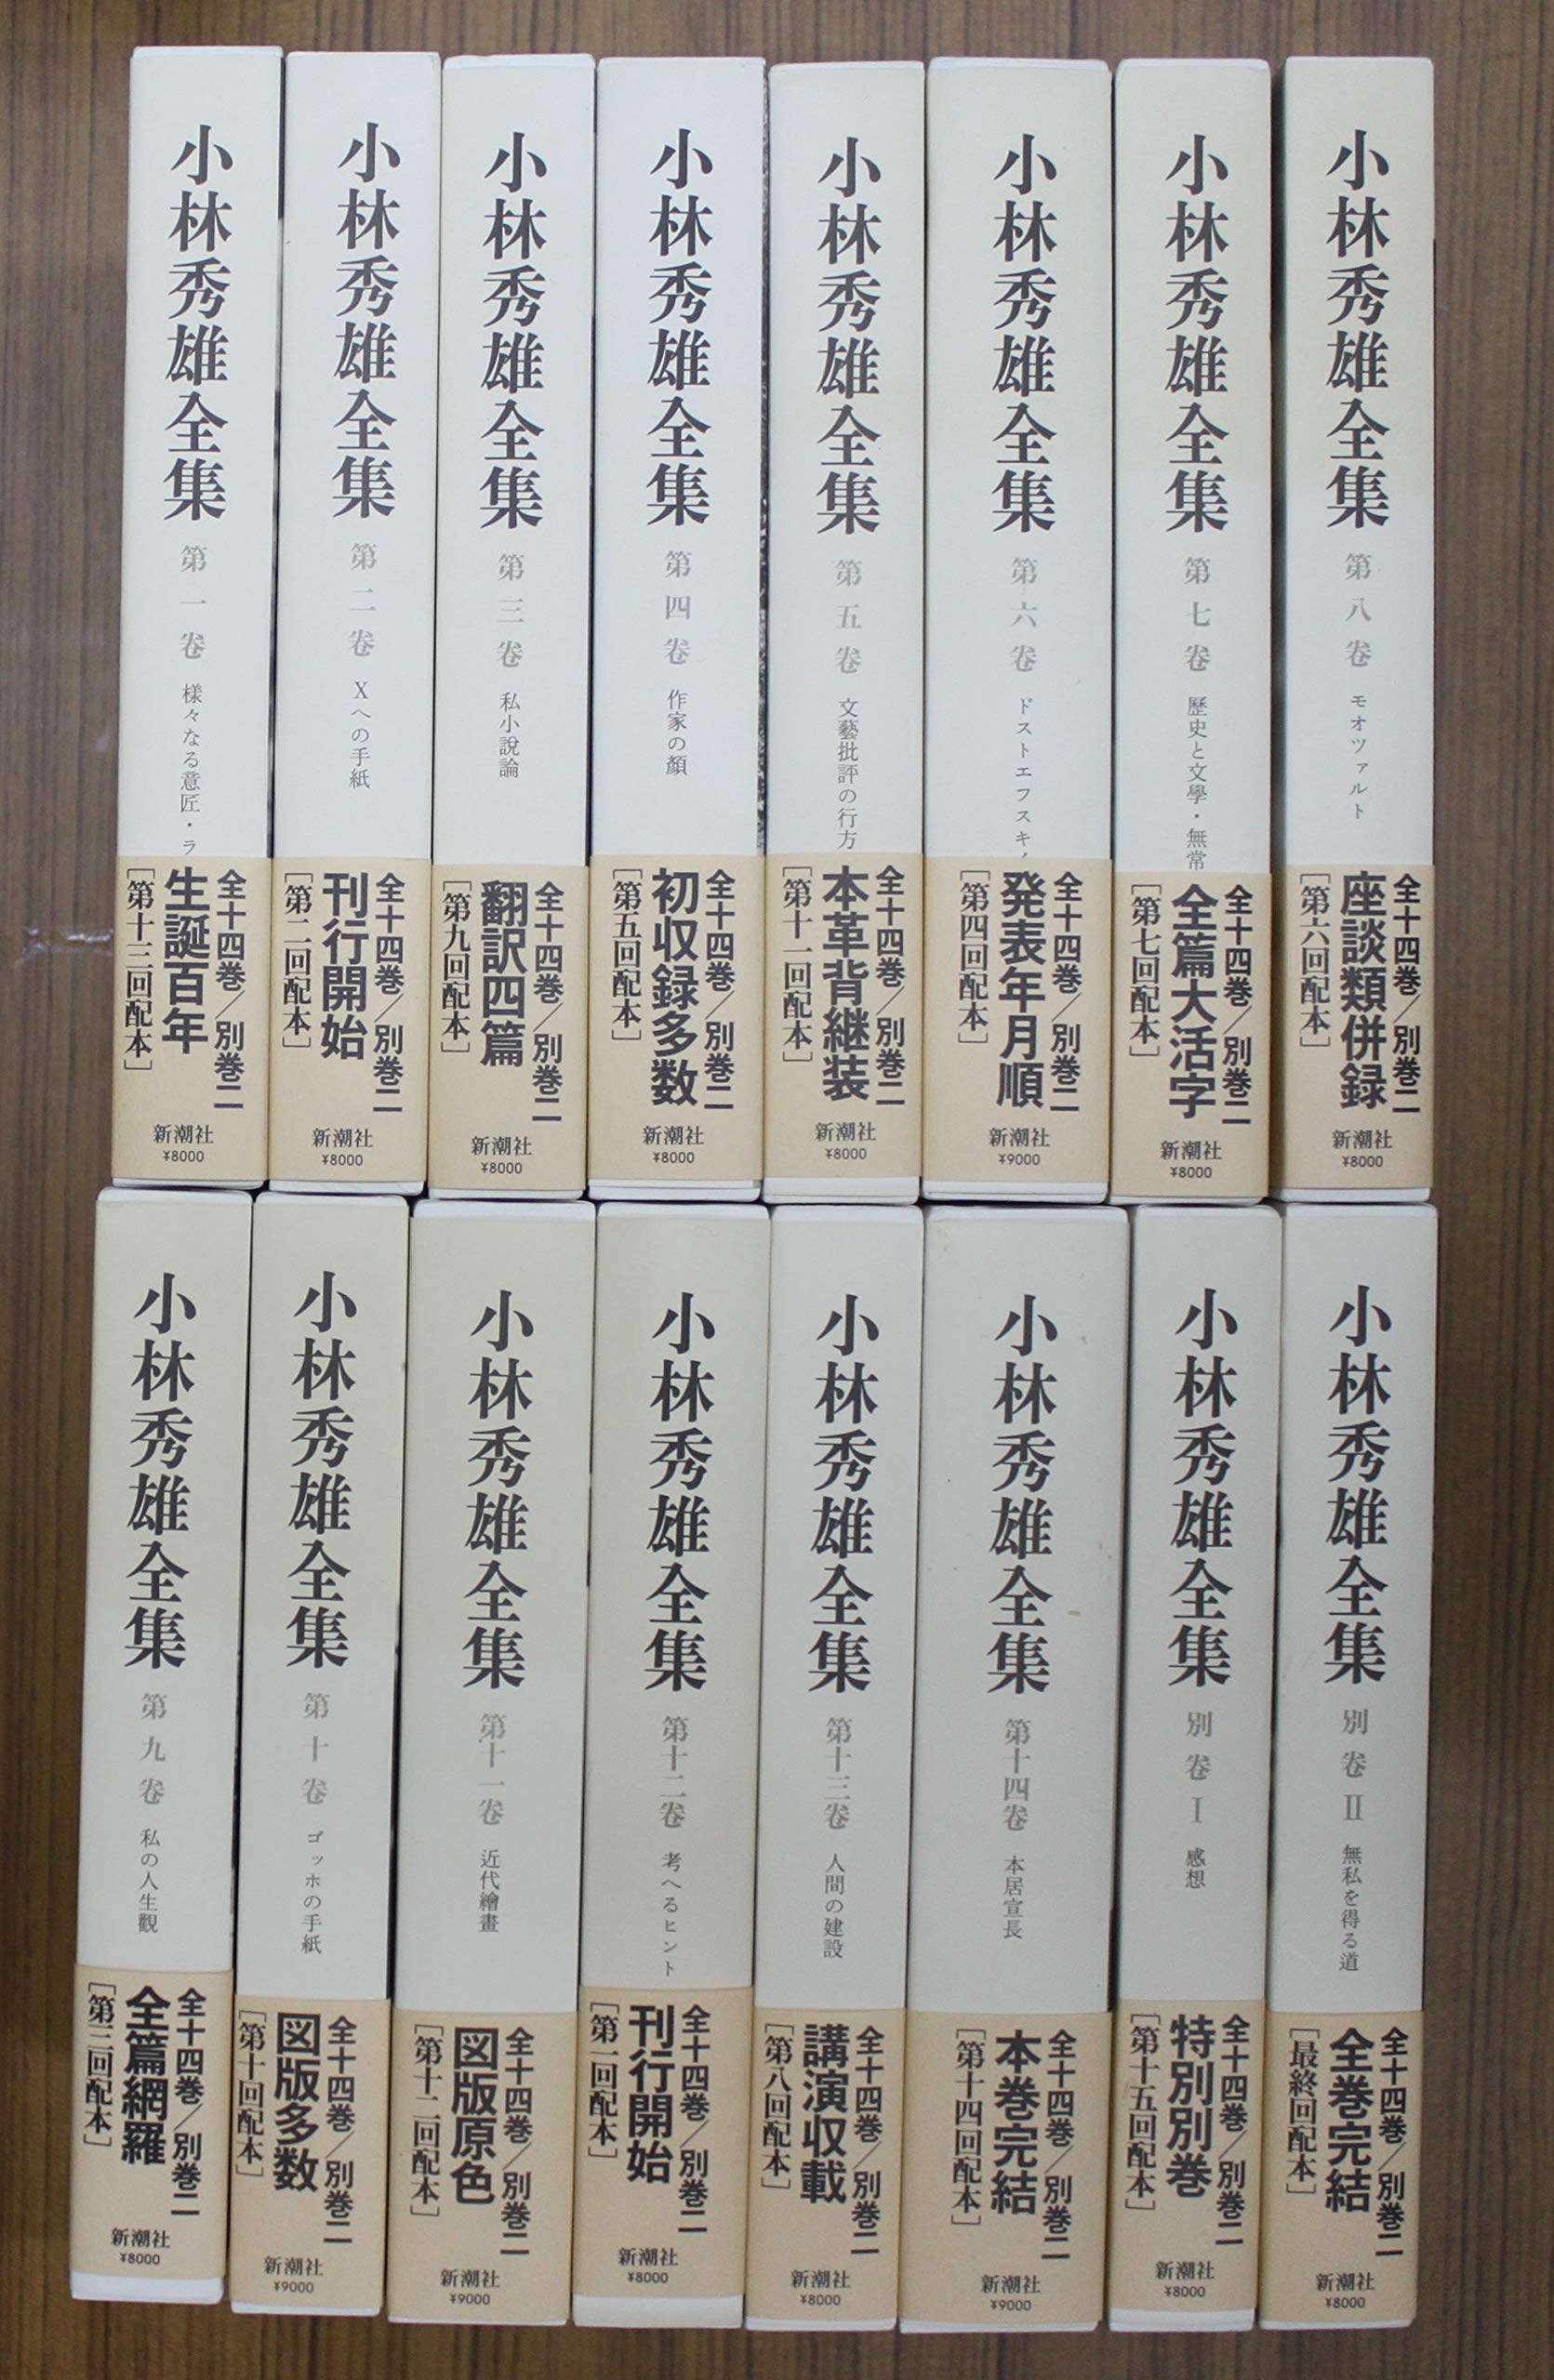 小林秀雄全集
第一卷
様々なる意匠・ラ
全十四巻／別巻二
生誕百年
［第十三回配本］
新潮社
¥8000
小林秀雄全集
第二卷
Xへの手紙
全十四巻／別巻二
刊行開始
［第二回配本］
新潮社
¥8000
小林秀雄全集
第三卷
私小説論
全十四巻／別巻二
翻訳四篇
［第九回配本］
新潮社
¥8000
小林秀雄全集
第四卷
作家の顔
全十四巻／別巻二
初収録多数
［第五回配本］
新潮社
¥8000
小林秀雄全集
第五卷
文藝批評の行方
全十四巻／別巻二
本革背継装
［第十一回配本］
新潮社
¥8000
小林秀雄全集
第六卷
ドストエフスキイ
全十四巻／別巻二
発表年月順
［第四回配本］
新潮社
¥9000
小林秀雄全集
第七卷
歴史と文學・無常
全十四巻／別巻二
全篇大活字
［第七回配本］
新潮社
¥8000
小林秀雄全集
第八卷
モオツァルト
全十四巻／別巻二
座談類併録
［第六回配本］
新潮社
¥8000
小林秀雄全集
第九卷
私の人生觀
全十四巻／別巻二
全篇網羅
［第三回配本］
新潮社
¥8000
小林秀雄全集
第十卷
ゴッホの手紙
全十四巻／別巻二
図版多数
［第十回配本］
新潮社
¥9000
小林秀雄全集
第十一卷
近代繪畫
全十四巻／別巻二
図版原色
［第十二回配本］
新潮社
¥9000
小林秀雄全集
第十二卷
考へるヒント
全十四巻／別巻二
刊行開始
［第一回配本］
新潮社
¥8000
小林秀雄全集
第十三卷
人間の建設
全十四巻／別巻二
講演収載
［第八回配本］
新潮社
¥8000
小林秀雄全集
第十四卷
本居宣長
全十四巻／別巻二
本巻完結
［第十四回配本］
新潮社
¥9000
小林秀雄全集
別卷Ⅰ
感想
全十四巻／別巻二
特別別巻
［第十五回配本］
新潮社
¥8000
小林秀雄全集
別卷Ⅱ
無私を得る道
全十四巻／別巻二
全巻完結
［最終回配本］
新潮社
¥8000